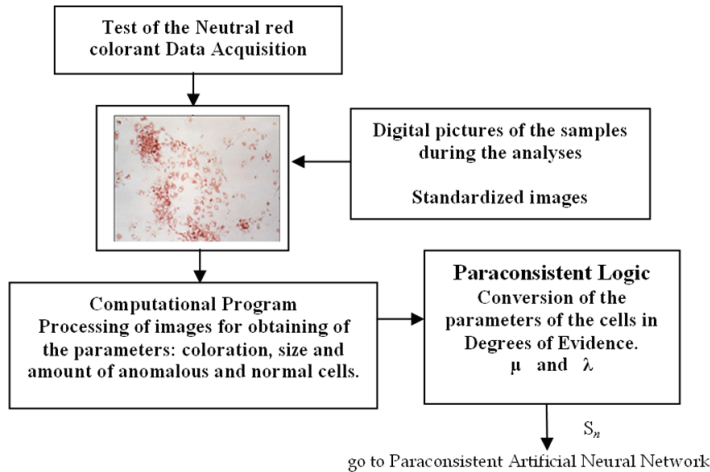 Test of the Neutral red
colorant Data Acquisition
Digital pictures of the samples
during the analyses
Standardized images
Computational Program
Processing of images for obtaining of
the parameters: coloration, size and
amount of anomalous and normal cells.
Paraconsistent Logic
Conversion of the
parameters of the cells in
Degrees of Evidence.
μ and λ
Sn
go to Paraconsistent Artificial Neural Network